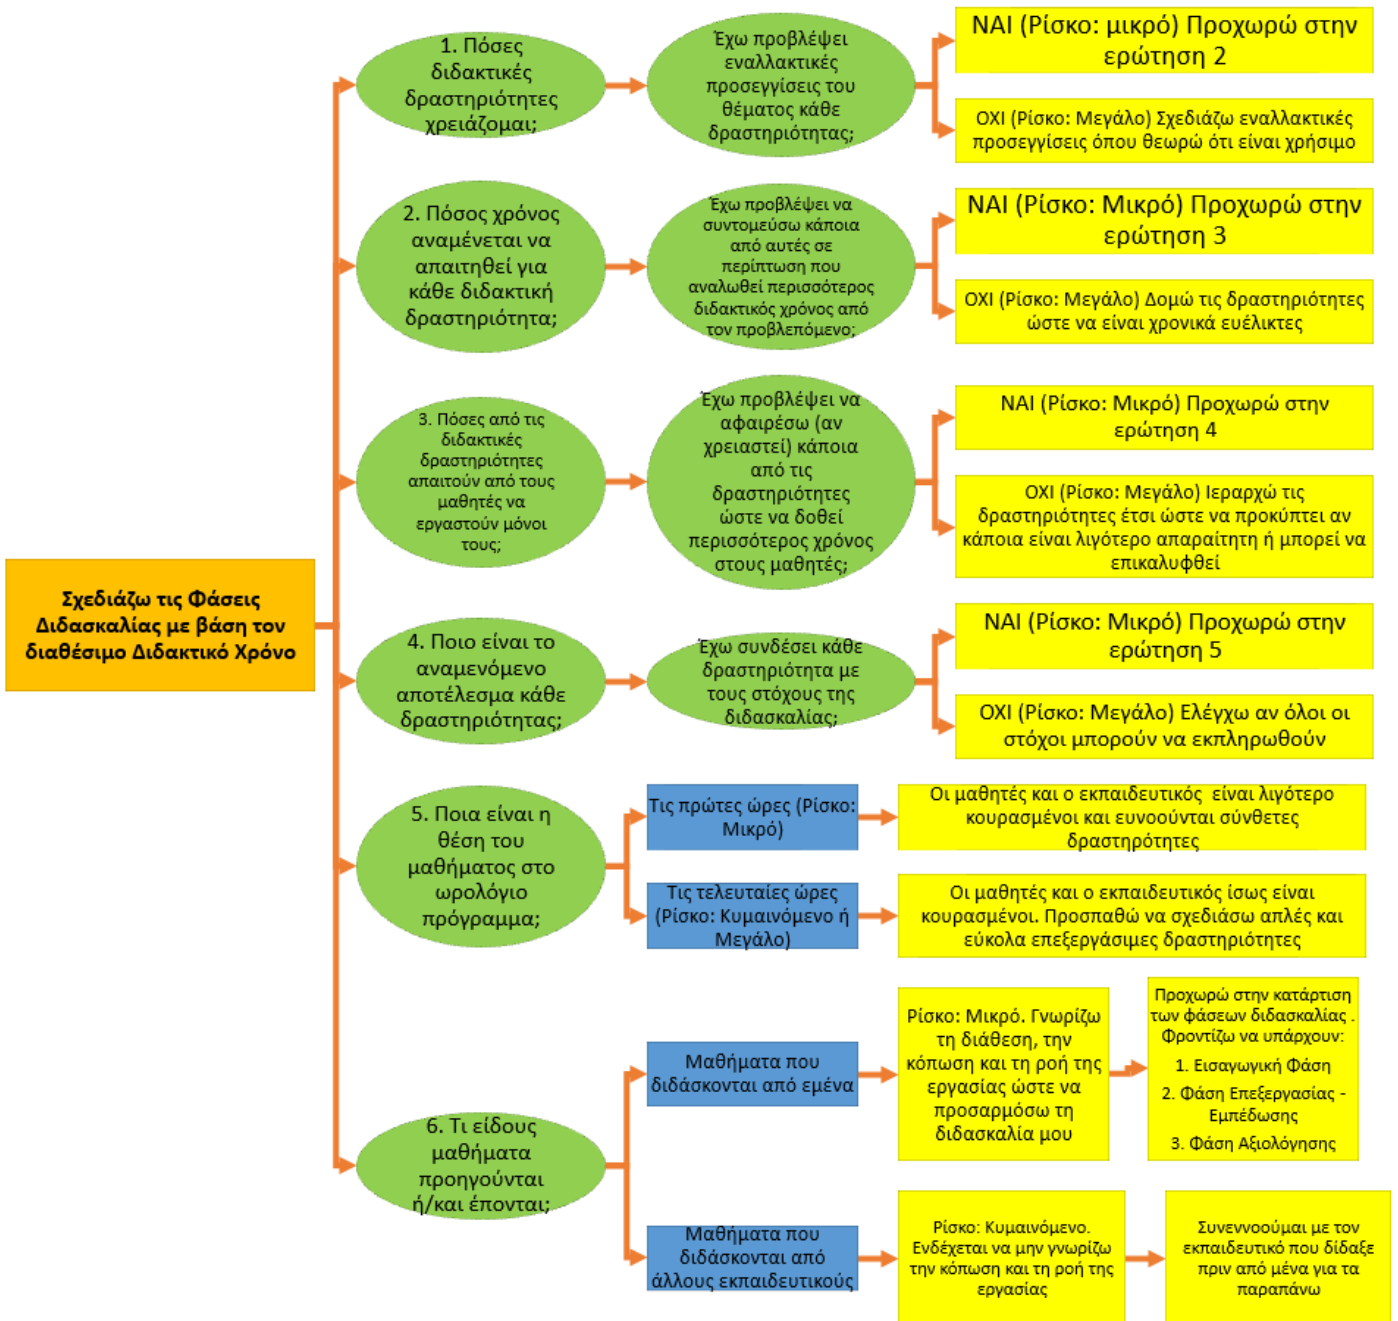 1. Πόσες
διδακτικές
δραστηριότητες
χρειάζομαι;
Έχω προβλέψει
εναλλακτικές
προσεγγίσεις του
θέματος κάθε
δραστηριότητας;
ΝΑΙ (Ρίσκο: μικρό) Προχωρώ στην
ερώτηση 2
ΟΧΙ (Ρίσκο: Μεγάλο) Σχεδιάζω εναλλακτικές
προσεγγίσεις όπου θεωρώ ότι είναι χρήσιμο
2. Πόσος χρόνος
αναμένεται να
απαιτηθεί για
κάθε διδακτική
δραστηριότητα;
Έχω προβλέψει να
συντομεύσω κάποια
από αυτές σε
περίπτωση που
αναλωθεί περισσότερος
διδακτικός χρόνος από
τον προβλεπόμενο;
ΝΑΙ (Ρίσκο: Μικρό) Προχωρώ στην
ερώτηση 3
ΟΧΙ (Ρίσκο: Μεγάλο) Δομώ τις δραστηριότητες
ώστε να είναι χρονικά ευέλικτες
3. Πόσες από τις
διδακτικές
δραστηριότητες
απαιτούν από τους
μαθητές να
εργαστούν μόνοι
τους;
Έχω προβλέψει να
αφαιρέσω (αν
χρειαστεί) κάποια
από τις
δραστηριότητες
ώστε να δοθεί
περισσότερος χρόνος
στους μαθητές;
ΝΑΙ (Ρίσκο: Μικρό) Προχωρώ στην
ερώτηση 4
ΟΧΙ (Ρίσκο: Μεγάλο) Ιεραρχώ τις
δραστηριότητες έτσι ώστε να προκύπτει αν
κάποια είναι λιγότερο απαραίτητη ή μπορεί να
επικαλυφθεί
Σχεδιάζω τις Φάσεις
Διδασκαλίας με βάση τον
διαθέσιμο Διδακτικό Χρόνο
4. Ποιο είναι το
αναμενόμενο
αποτέλεσμα κάθε
δραστηριότητας;
Έχω συνδέσει κάθε
δραστηριότητα με
τους στόχους της
διδασκαλίας;
ΝΑΙ (Ρίσκο: Μικρό) Προχωρώ στην
ερώτηση 5
ΟΧΙ (Ρίσκο: Μεγάλο) Ελέγχω αν όλοι οι
στόχοι μπορούν να εκπληρωθούν
5. Ποια είναι η
θέση του
μαθήματος στο
ωρολόγιο
πρόγραμμα;
Τις πρώτες ώρες (Ρίσκο:
Μικρό)
Οι μαθητές και ο εκπαιδευτικός είναι λιγότερο
κουρασμένοι και ευνοούνται σύνθετες
δραστηρότητες
Τις τελευταίες ώρες
(Ρίσκο: Κυμαινόμενο ή
Μεγάλο)
Οι μαθητές και ο εκπαιδευτικός ίσως είναι
κουρασμένοι. Προσπαθώ να σχεδιάσω απλές και
εύκολα επεξεργάσιμες δραστηριότητες
6. Τι είδους
μαθήματα
προηγούνται
ή/και έπονται;
Μαθήματα που
διδάσκονται από εμένα
Ρίσκο: Μικρό. Γνωρίζω
τη διάθεση, την
κόπωση και τη ροή της
εργασίας ώστε να
προσαρμόσω τη
διδασκαλία μου
Προχωρώ στην κατάρτιση
των φάσεων διδασκαλίας .
Φροντίζω να υπάρχουν:
1. Εισαγωγική Φάση
2. Φάση Επεξεργασίας -
Εμπέδωσης
3. Φάση Αξιολόγησης
Μαθήματα που
διδάσκονται από
άλλους εκπαιδευτικούς
Ρίσκο: Κυμαινόμενο.
Ενδέχεται να μην γνωρίζω
την κόπωση και τη ροή της
εργασίας
Συνεννοούμαι με τον
εκπαιδευτικό που δίδαξε
πριν από μένα για τα
παραπάνω